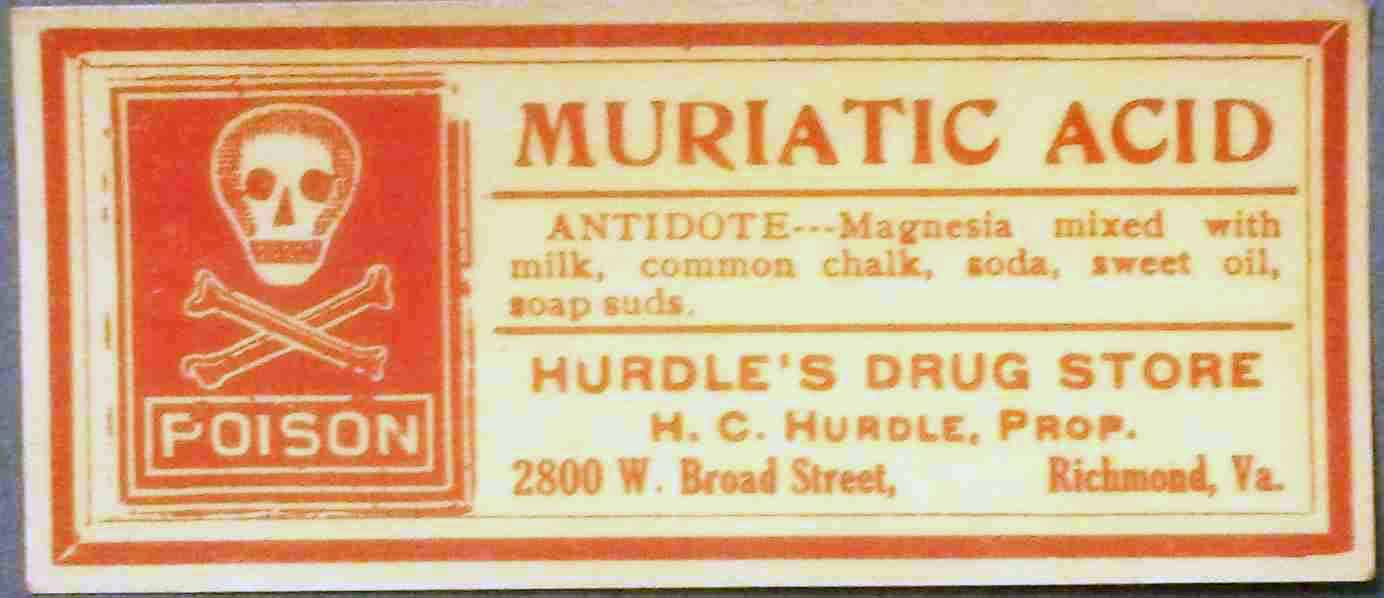 POISON
MURIATIC ACID
ANTIDOTE---Magnesia mixed with
milk, common chalk, soda, sweet oil,
soap suds.
HURDLE'S DRUG STORE
H. C. HURDLE, PROP.
2800 W. Broad Street, Richmond, Va.